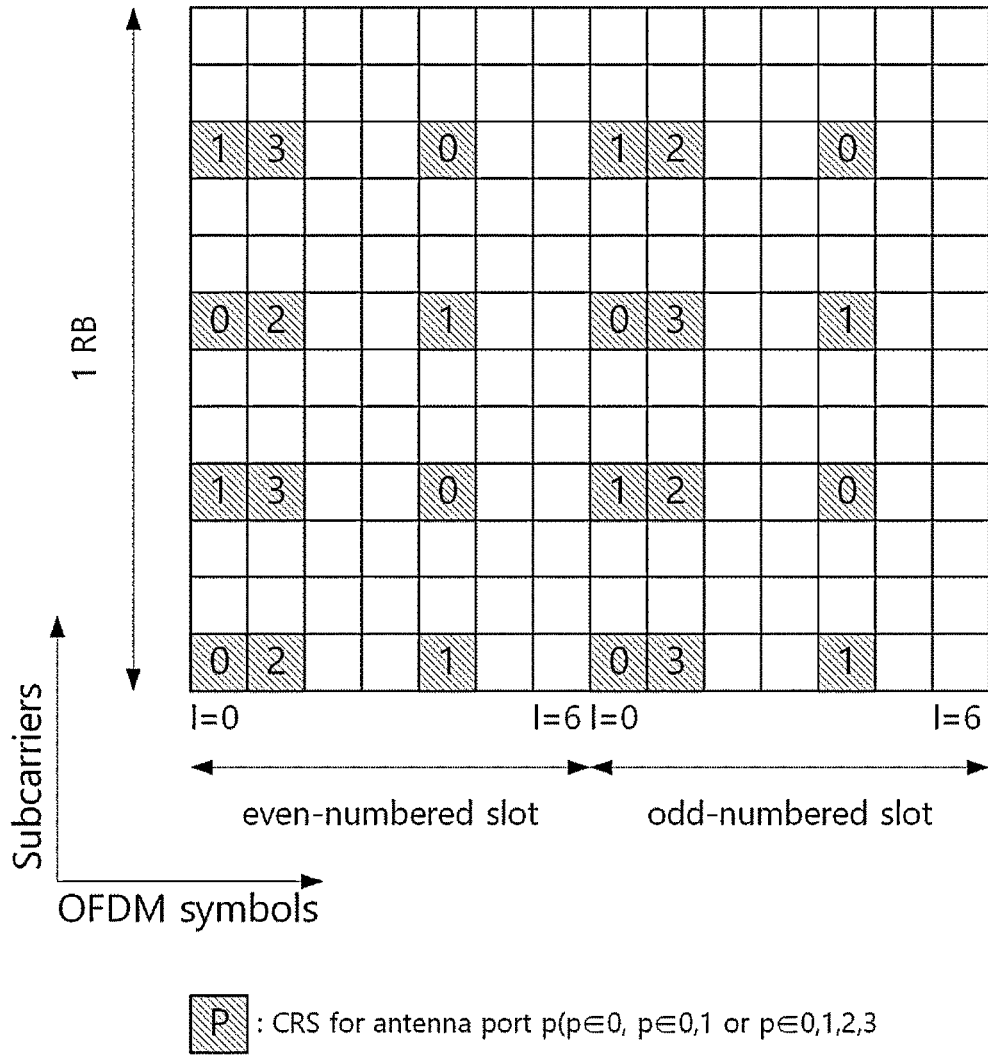 1 3 0 1 2 0
1 RB
0 2 1 0 3 1
1 3 0 1 2 0
0 2 1 0 3 1
l=0 l=6 l=0 l=6
even-numbered slot odd-numbered slot
Subcarriers
OFDM symbols
P : CRS for antenna port p(p∈0, p∈0,1 or p∈0,1,2,3